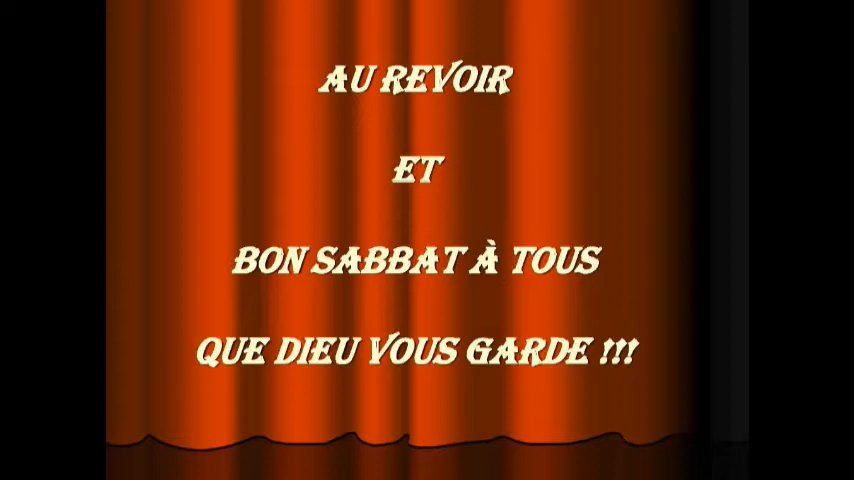 AU REVOIR
ET
BON SABBAT À TOUS
QUE DIEU VOUS GARDE !!!